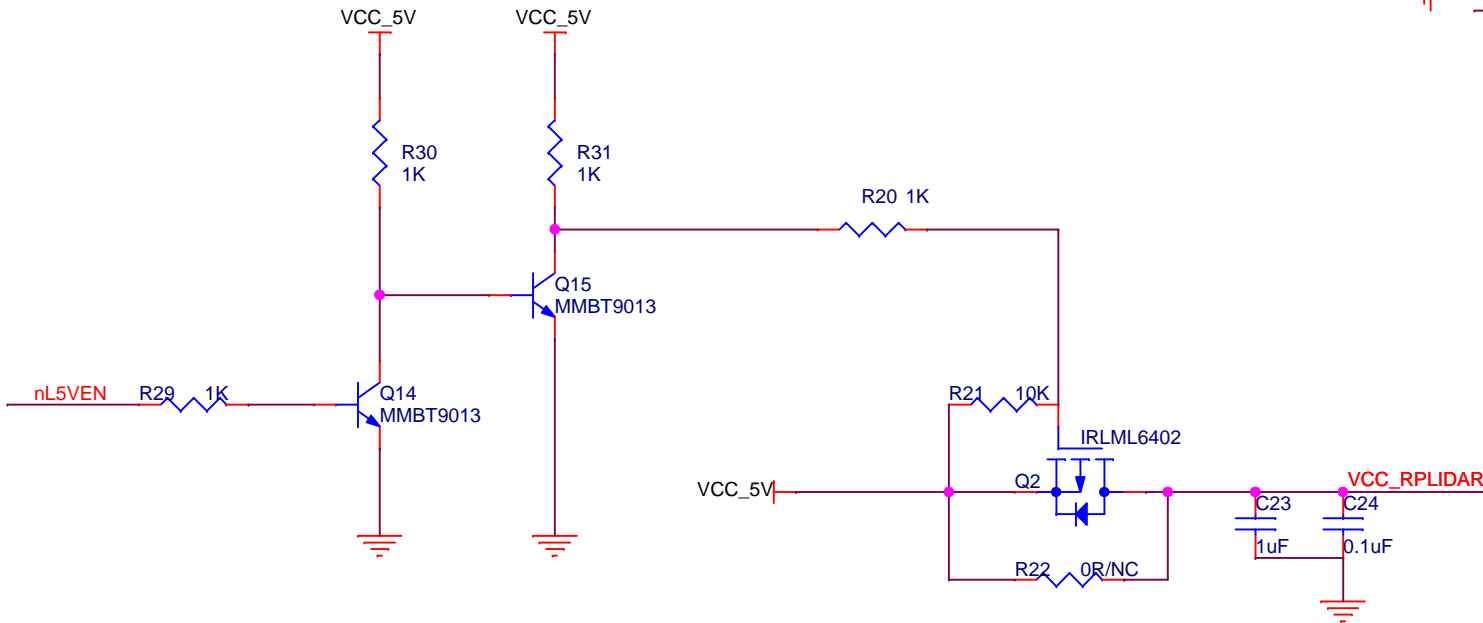 VCC_5V
VCC_5V
R30
1K
R31
1K
R20 1K
Q15
MMBT9013
nL5VEN
R29 1K
Q14
MMBT9013
R21 10K
IRLML6402
VCC_5V
Q2
VCC_RPLIDAR
C23
1uF
C24
0.1uF
R22 0R/NC